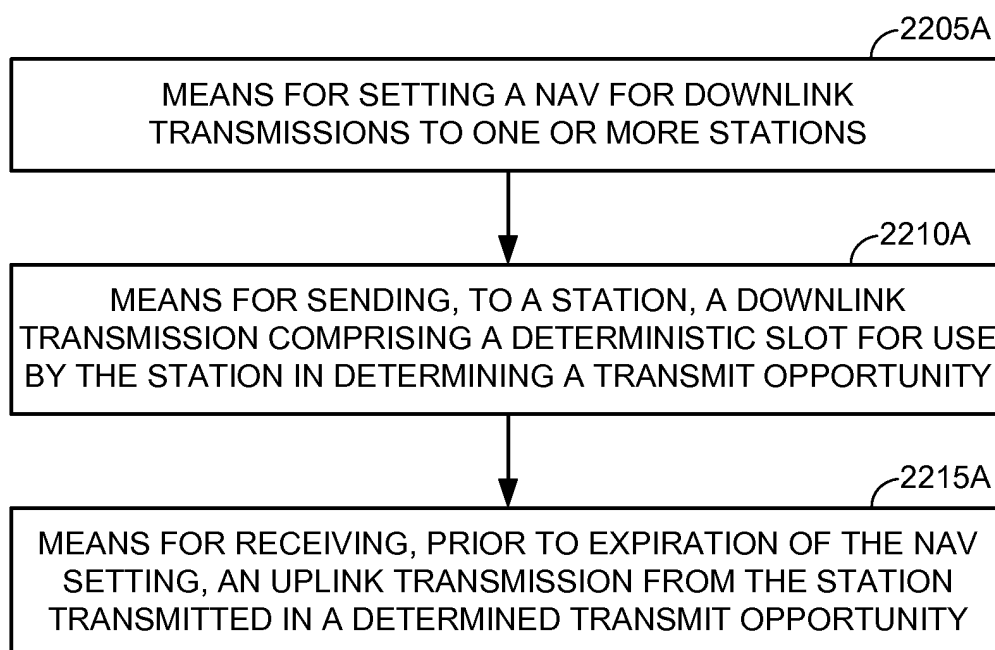 2205A
MEANS FOR SETTING A NAV FOR DOWNLINK
TRANSMISSIONS TO ONE OR MORE STATIONS
2210A
MEANS FOR SENDING, TO A STATION, A DOWNLINK
TRANSMISSION COMPRISING A DETERMINISTIC SLOT FOR USE
BY THE STATION IN DETERMINING A TRANSMIT OPPORTUNITY
2215A
MEANS FOR RECEIVING, PRIOR TO EXPIRATION OF THE NAV
SETTING, AN UPLINK TRANSMISSION FROM THE STATION
TRANSMITTED IN A DETERMINED TRANSMIT OPPORTUNITY